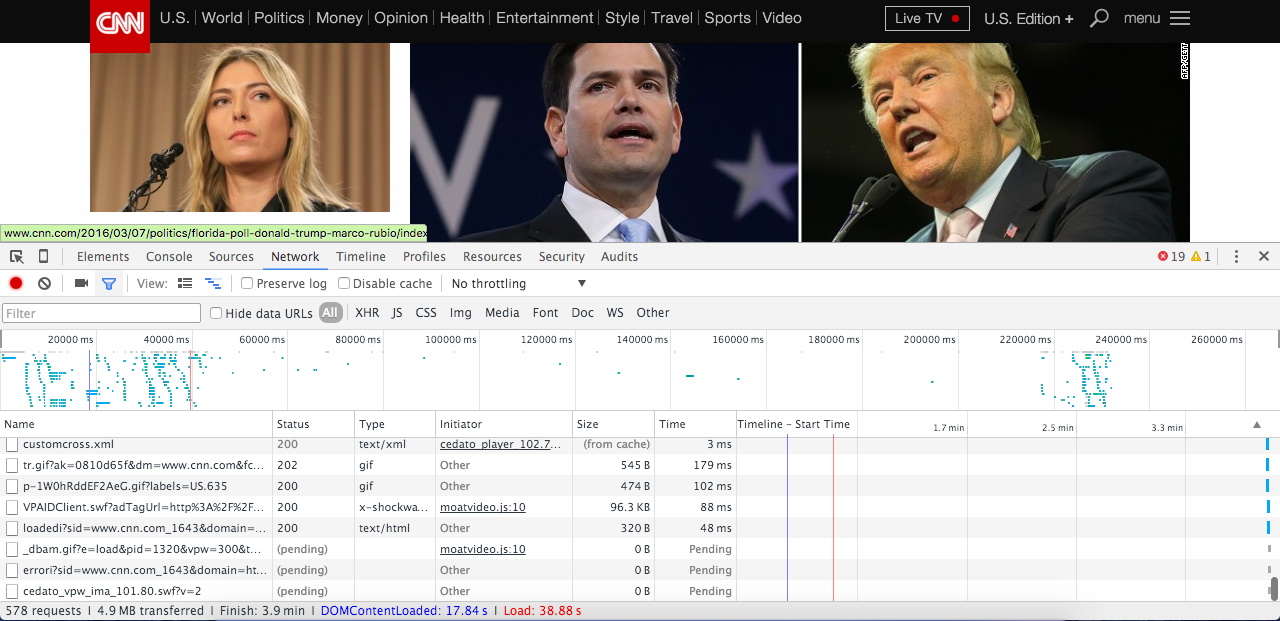 CNN U.S. World Politics Money Opinion Health Entertainment Style Travel Sports Video Live TV U.S. Edition + menu
AFP/GETTY
www.cnn.com/2016/03/07/politics/florida-poll-donald-trump-marco-rubio/index
Elements Console Sources Network Timeline Profiles Resources Security Audits 19 1
View: Preserve log Disable cache No throttling
Filter Hide data URLs All XHR JS CSS Img Media Font Doc WS Other
20000 ms 40000 ms 60000 ms 80000 ms 100000 ms 120000 ms 140000 ms 160000 ms 180000 ms 200000 ms 220000 ms 240000 ms 260000 ms
Name Status Type Initiator Size Time Timeline – Start Time 1.7 min 2.5 min 3.3 min
customcross.xml 200 text/xml cedato_player_102.7... (from cache) 3 ms
tr.gif?ak=0810d65f&dm=www.cnn.com&fc... 202 gif Other 545 B 179 ms
p-1W0hRddEF2AeG.gif?labels=US.635 200 gif Other 474 B 102 ms
VPAIDClient.swf?adTagUrl=http%3A%2F%2F... 200 x-shockwa... moatvideo.js:10 96.3 KB 88 ms
loadedi?sid=www.cnn.com_1643&domain=... 200 text/html Other 320 B 48 ms
_dbam.gif?e=load&pid=1320&vpw=300&t... (pending) moatvideo.js:10 0 B Pending
errori?sid=www.cnn.com_1643&domain=ht... (pending) Other 0 B Pending
cedato_vpw_ima_101.80.swf?v=2 (pending) Other 0 B Pending
578 requests | 4.9 MB transferred | Finish: 3.9 min | DOMContentLoaded: 17.84 s | Load: 38.88 s